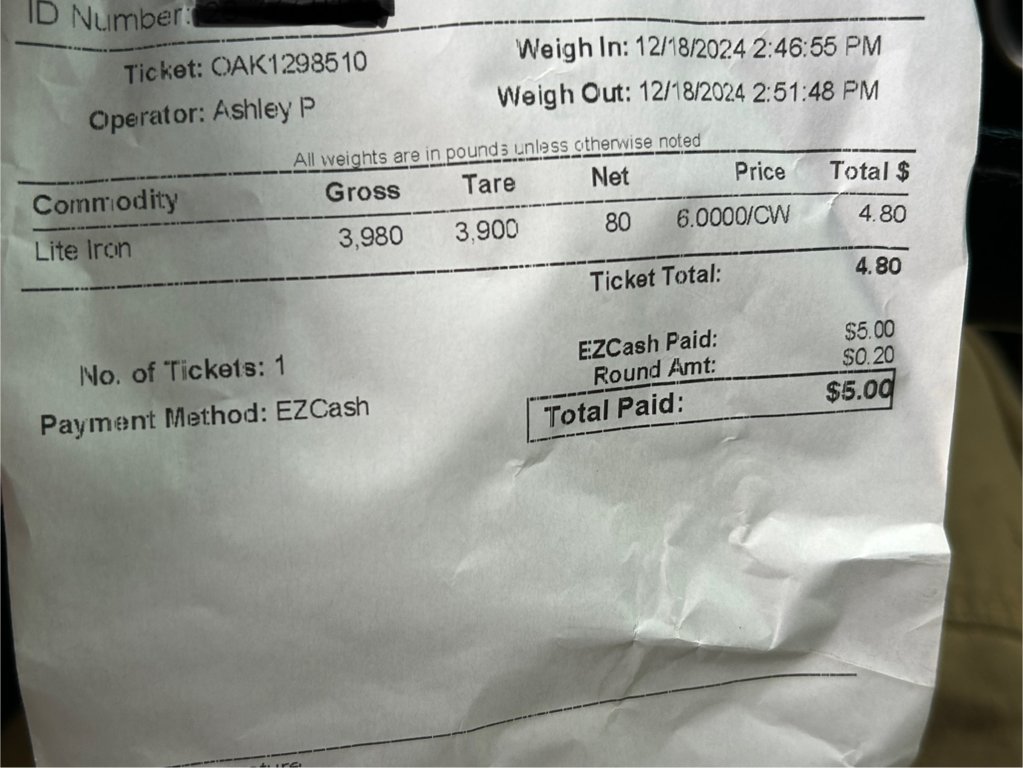 ID Number:
Ticket: OAK1298510
Weigh In: 12/18/2024 2:46:55 PM
Operator: Ashley P
Weigh Out: 12/18/2024 2:51:48 PM
All weights are in pounds unless otherwise noted
Commodity Gross Tare Net Price Total $
Lite Iron 3,980 3,900 80 6.0000/CW 4.80
Ticket Total: 4.80
No. of Tickets: 1
EZCash Paid: $5.00
Round Amt: $0.20
Payment Method: EZCash
Total Paid: $5.00